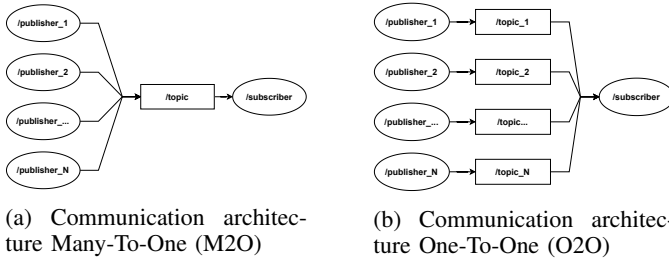 /publisher_1
/publisher_2
/publisher_...
/publisher_N
/topic
/subscriber
(a) Communication architec-
ture Many-To-One (M2O)
/publisher_1
/topic_1
/publisher_2
/topic_2
/publisher_...
/topic...
/publisher_N
/topic_N
/subscriber
(b) Communication architec-
ture One-To-One (O2O)